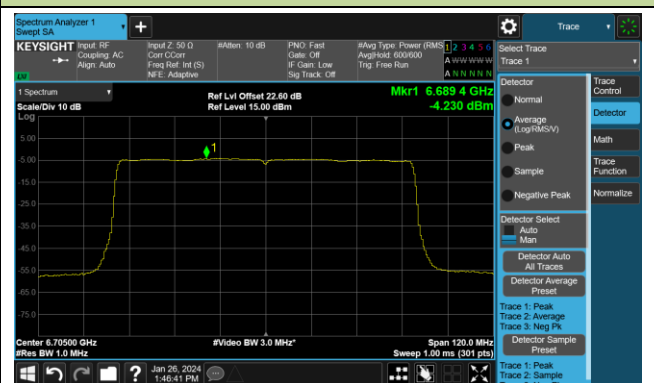 Spectrum Analyzer 1
Swept SA
Trace
KEYSIGHT
Input: RF
Coupling: AC
Align: Auto
Input Z: 50 Ω
Corr CCorr
Freq Ref: Int (S)
NFE: Adaptive
#Atten: 10 dB
PNO: Fast
Gate: Off
IF Gain: Low
Sig Track: Off
#Avg Type: Power (RMS
Avg|Hold: 600/600
Trig: Free Run
1 2 3 4 5 6
A W W W W W
A N N N N N
LXI
1 Spectrum
Scale/Div 10 dB
Log
Ref Lvl Offset 22.60 dB
Ref Level 15.00 dBm
Mkr1 6.689 4 GHz
-4.230 dBm
1
5.00
-5.00
-15.0
-25.0
-35.0
-45.0
-55.0
-65.0
-75.0
Center 6.70500 GHz
#Res BW 1.0 MHz
#Video BW 3.0 MHz*
Span 120.0 MHz
Sweep 1.00 ms (301 pts)
Jan 26, 2024
1:46:41 PM
Select Trace
Trace 1
Detector
Normal
Average
(Log/RMS/V)
Peak
Sample
Negative Peak
Detector Select
Auto
Man
Detector Auto
All Traces
Detector Average
Preset
Trace 1: Peak
Trace 2: Average
Trace 3: Neg Pk
Detector Sample
Preset
Trace 1: Peak
Trace 2: Sample
Trace
Control
Detector
Math
Trace
Function
Normalize